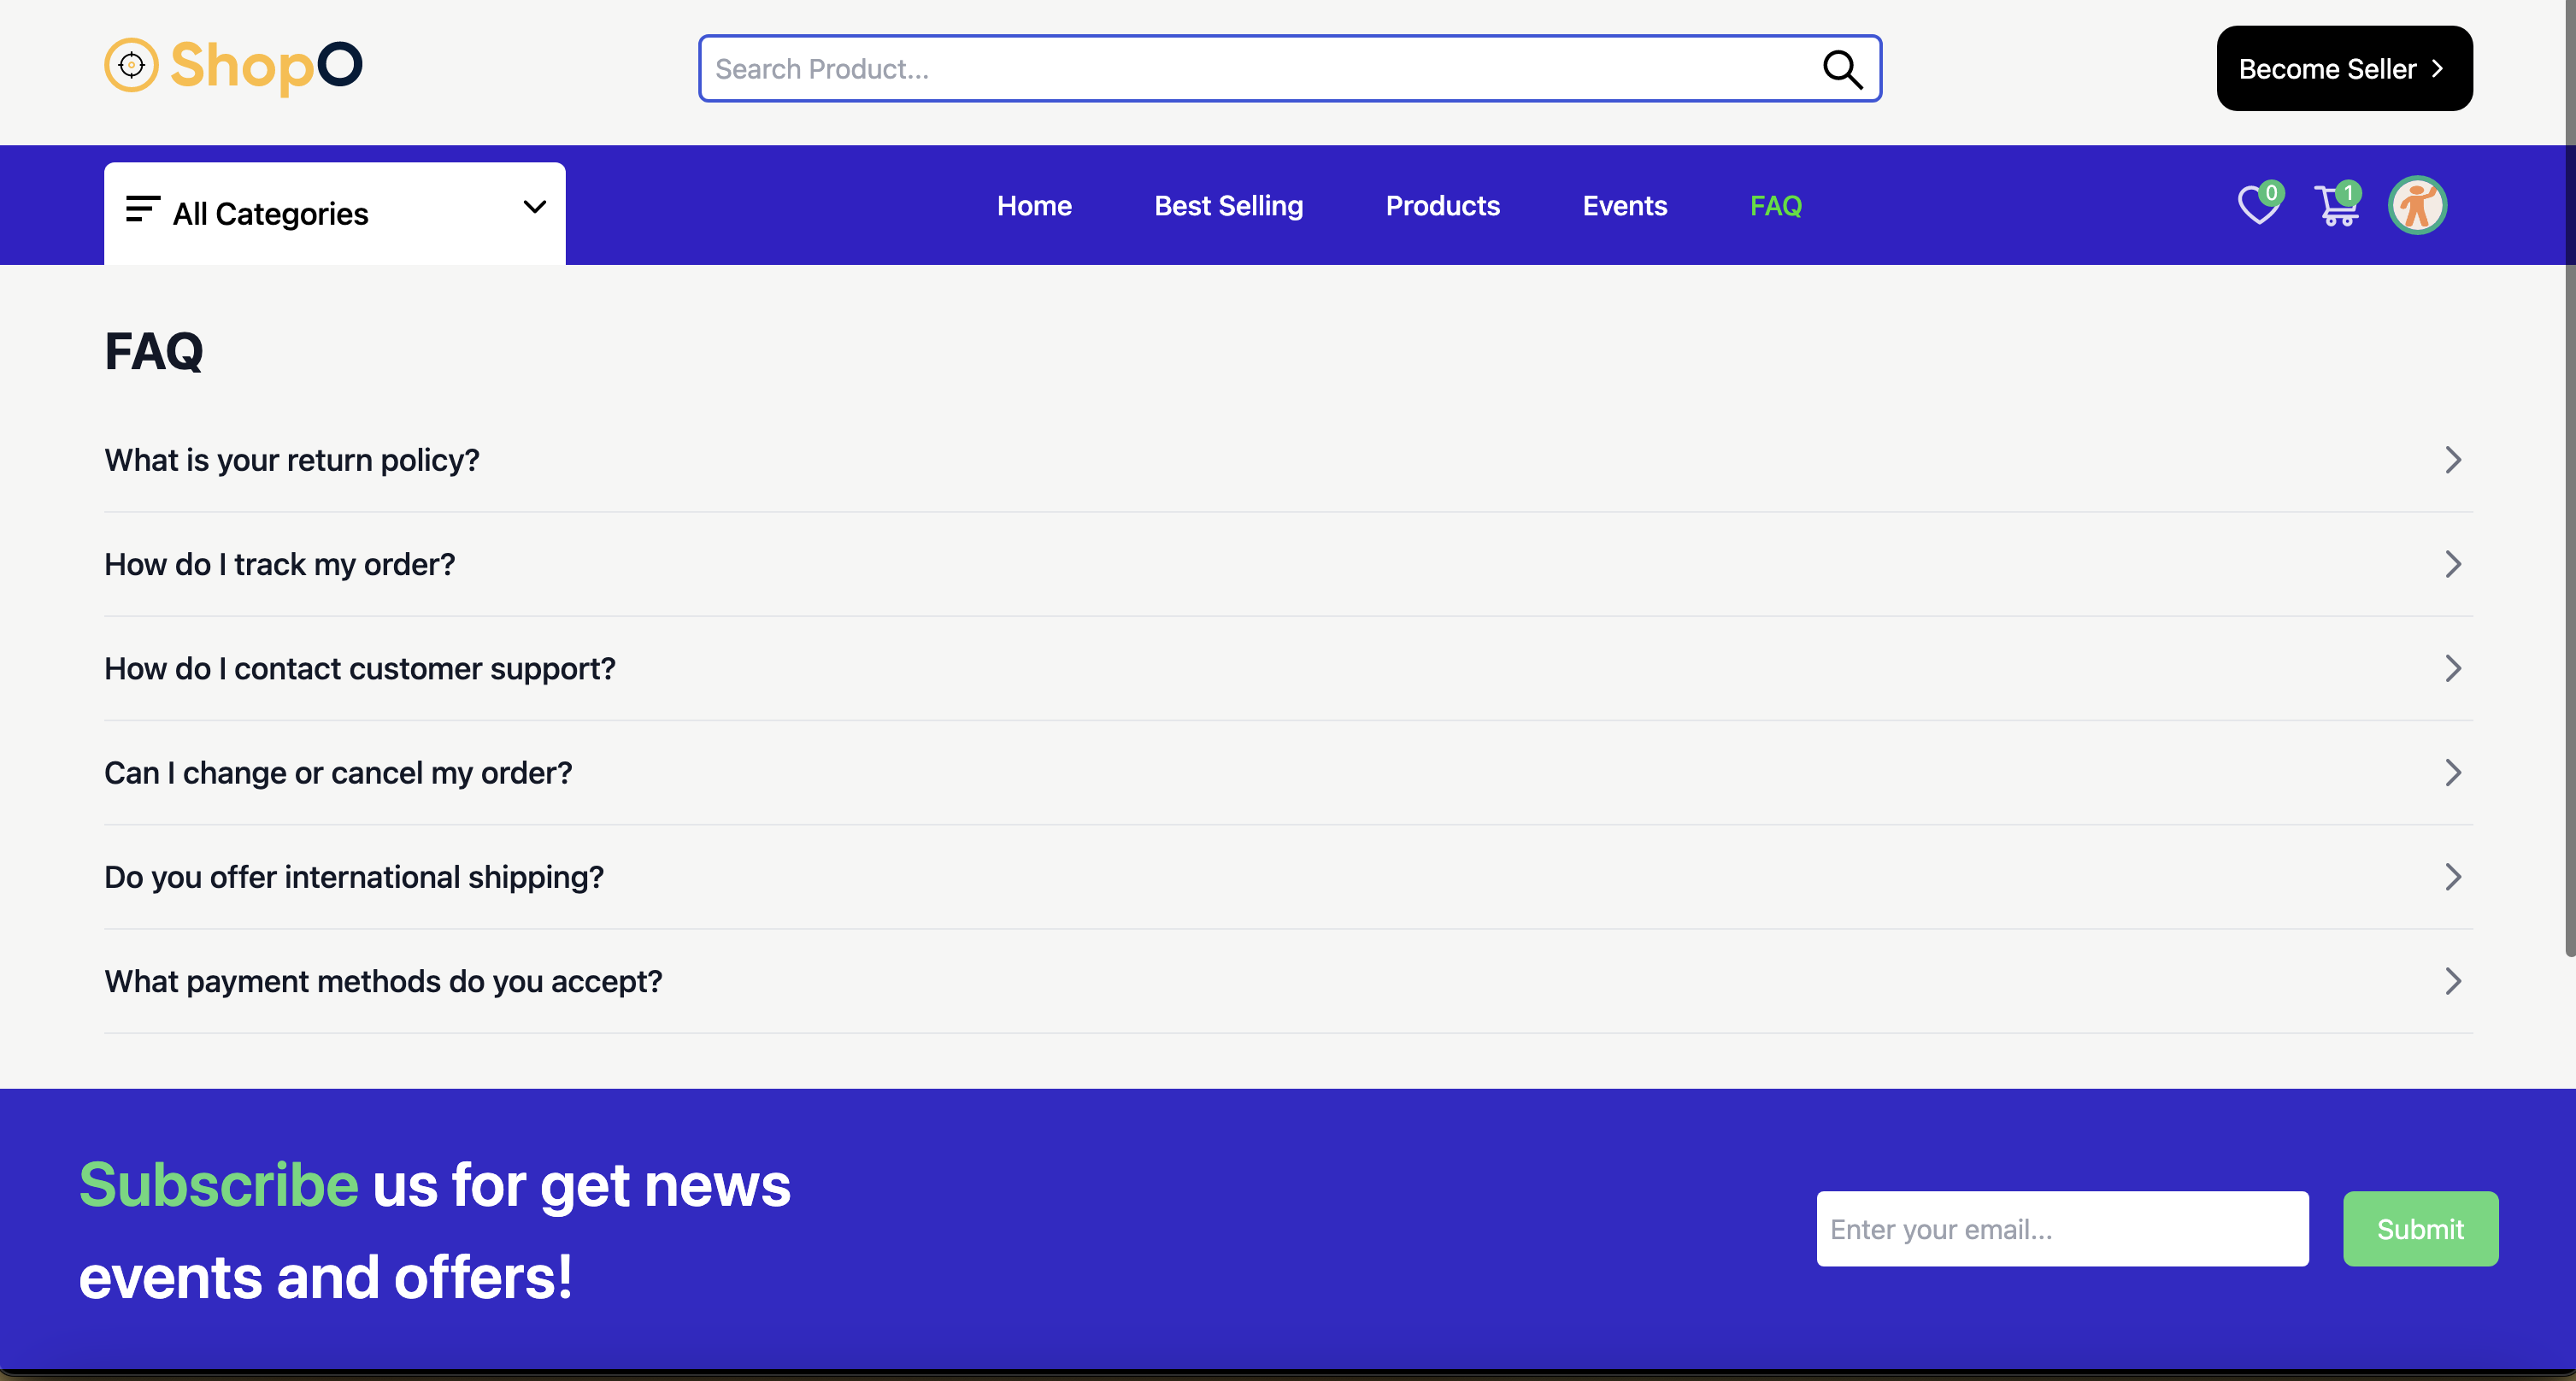 ShopO
Search Product...
Become Seller
All Categories
Home
Best Selling
Products
Events
FAQ
0
1
FAQ
What is your return policy?
How do I track my order?
How do I contact customer support?
Can I change or cancel my order?
Do you offer international shipping?
What payment methods do you accept?
Subscribe us for get news
events and offers!
Enter your email...
Submit